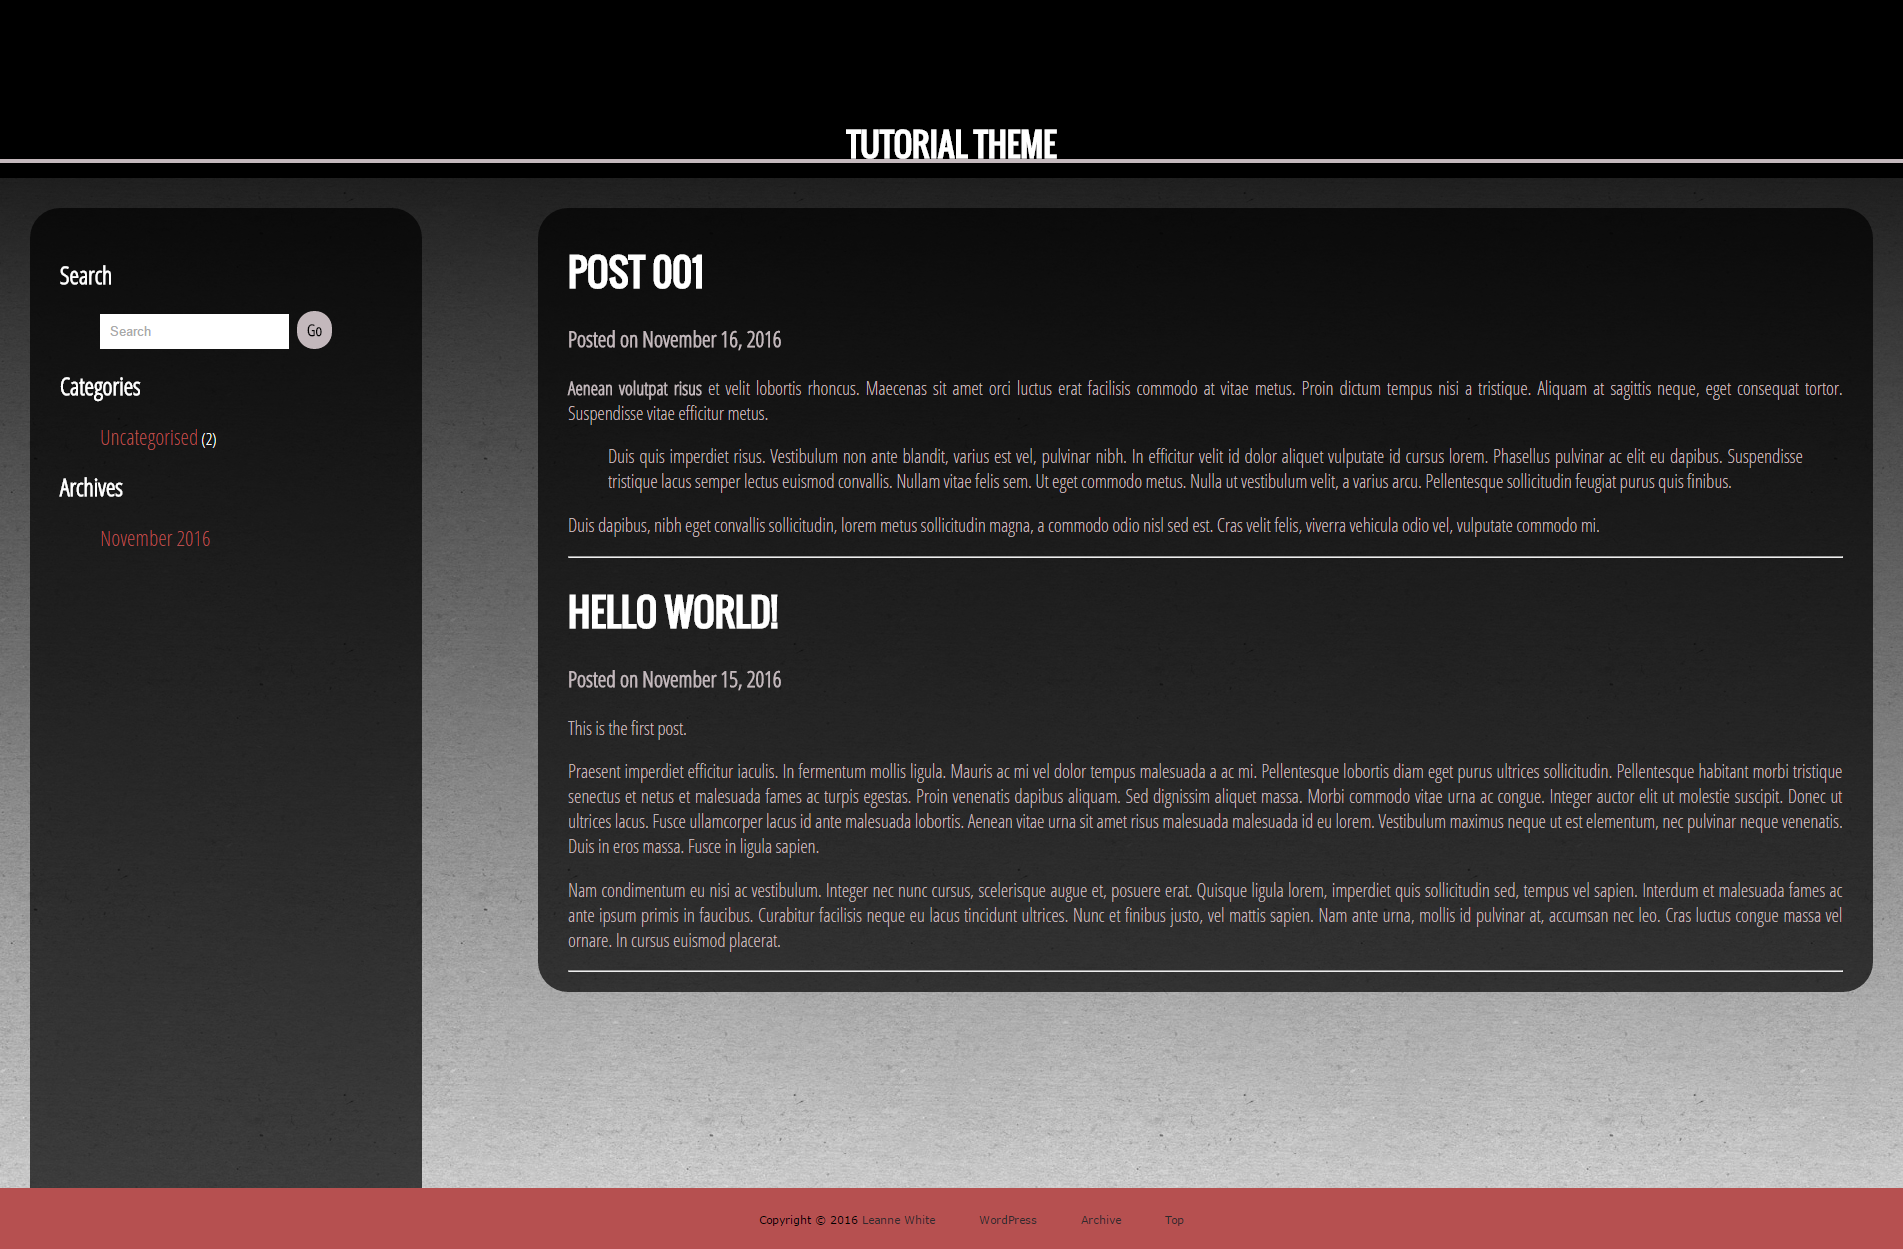 TUTORIAL THEME
Search
Search Go
Categories
Uncategorised (2)
Archives
November 2016
POST 001
Posted on November 16, 2016
Aenean volutpat risus et velit lobortis rhoncus. Maecenas sit amet orci luctus erat facilisis commodo at vitae metus. Proin dictum tempus nisi a tristique. Aliquam at sagittis neque, eget consequat tortor.
Suspendisse vitae efficitur metus.
Duis quis imperdiet risus. Vestibulum non ante blandit, varius est vel, pulvinar nibh. In efficitur velit id dolor aliquet vulputate id cursus lorem. Phasellus pulvinar ac elit eu dapibus. Suspendisse
tristique lacus semper lectus euismod convallis. Nullam vitae felis sem. Ut eget commodo metus. Nulla ut vestibulum velit, a varius arcu. Pellentesque sollicitudin feugiat purus quis finibus.
Duis dapibus, nibh eget convallis sollicitudin, lorem metus sollicitudin magna, a commodo odio nisl sed est. Cras velit felis, viverra vehicula odio vel, vulputate commodo mi.
HELLO WORLD!
Posted on November 15, 2016
This is the first post.
Praesent imperdiet efficitur iaculis. In fermentum mollis ligula. Mauris ac mi vel dolor tempus malesuada a ac mi. Pellentesque lobortis diam eget purus ultrices sollicitudin. Pellentesque habitant morbi tristique
senectus et netus et malesuada fames ac turpis egestas. Proin venenatis dapibus aliquam. Sed dignissim aliquet massa. Morbi commodo vitae urna ac congue. Integer auctor elit ut molestie suscipit. Donec ut
ultrices lacus. Fusce ullamcorper lacus id ante malesuada lobortis. Aenean vitae urna sit amet risus malesuada malesuada id eu lorem. Vestibulum maximus neque ut est elementum, nec pulvinar neque venenatis.
Duis in eros massa. Fusce in ligula sapien.
Nam condimentum eu nisi ac vestibulum. Integer nec nunc cursus, scelerisque augue et, posuere erat. Quisque ligula lorem, imperdiet quis sollicitudin sed, tempus vel sapien. Interdum et malesuada fames ac
ante ipsum primis in faucibus. Curabitur facilisis neque eu lacus tincidunt ultrices. Nunc et finibus justo, vel mattis sapien. Nam ante urna, mollis id pulvinar at, accumsan nec leo. Cras luctus congue massa vel
ornare. In cursus euismod placerat.
Copyright © 2016 Leanne White WordPress Archive Top